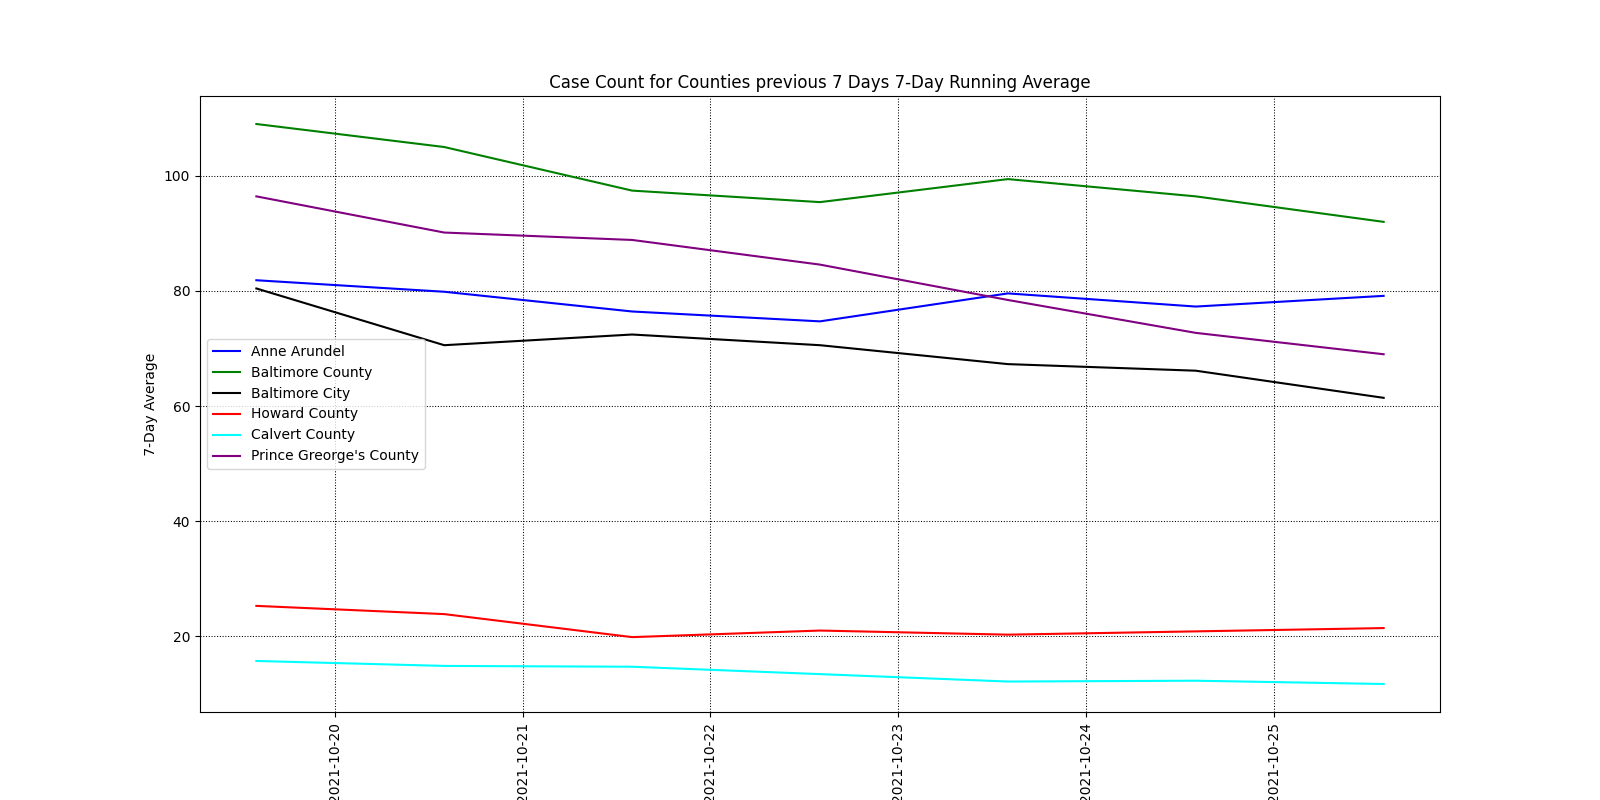 Case Count for Counties previous 7 Days 7-Day Running Average
100
80
60
40
20
7-Day Average
Anne Arundel
Baltimore County
Baltimore City
Howard County
Calvert County
Prince Greorge's County
2021-10-20
2021-10-21
2021-10-22
2021-10-23
2021-10-24
2021-10-25